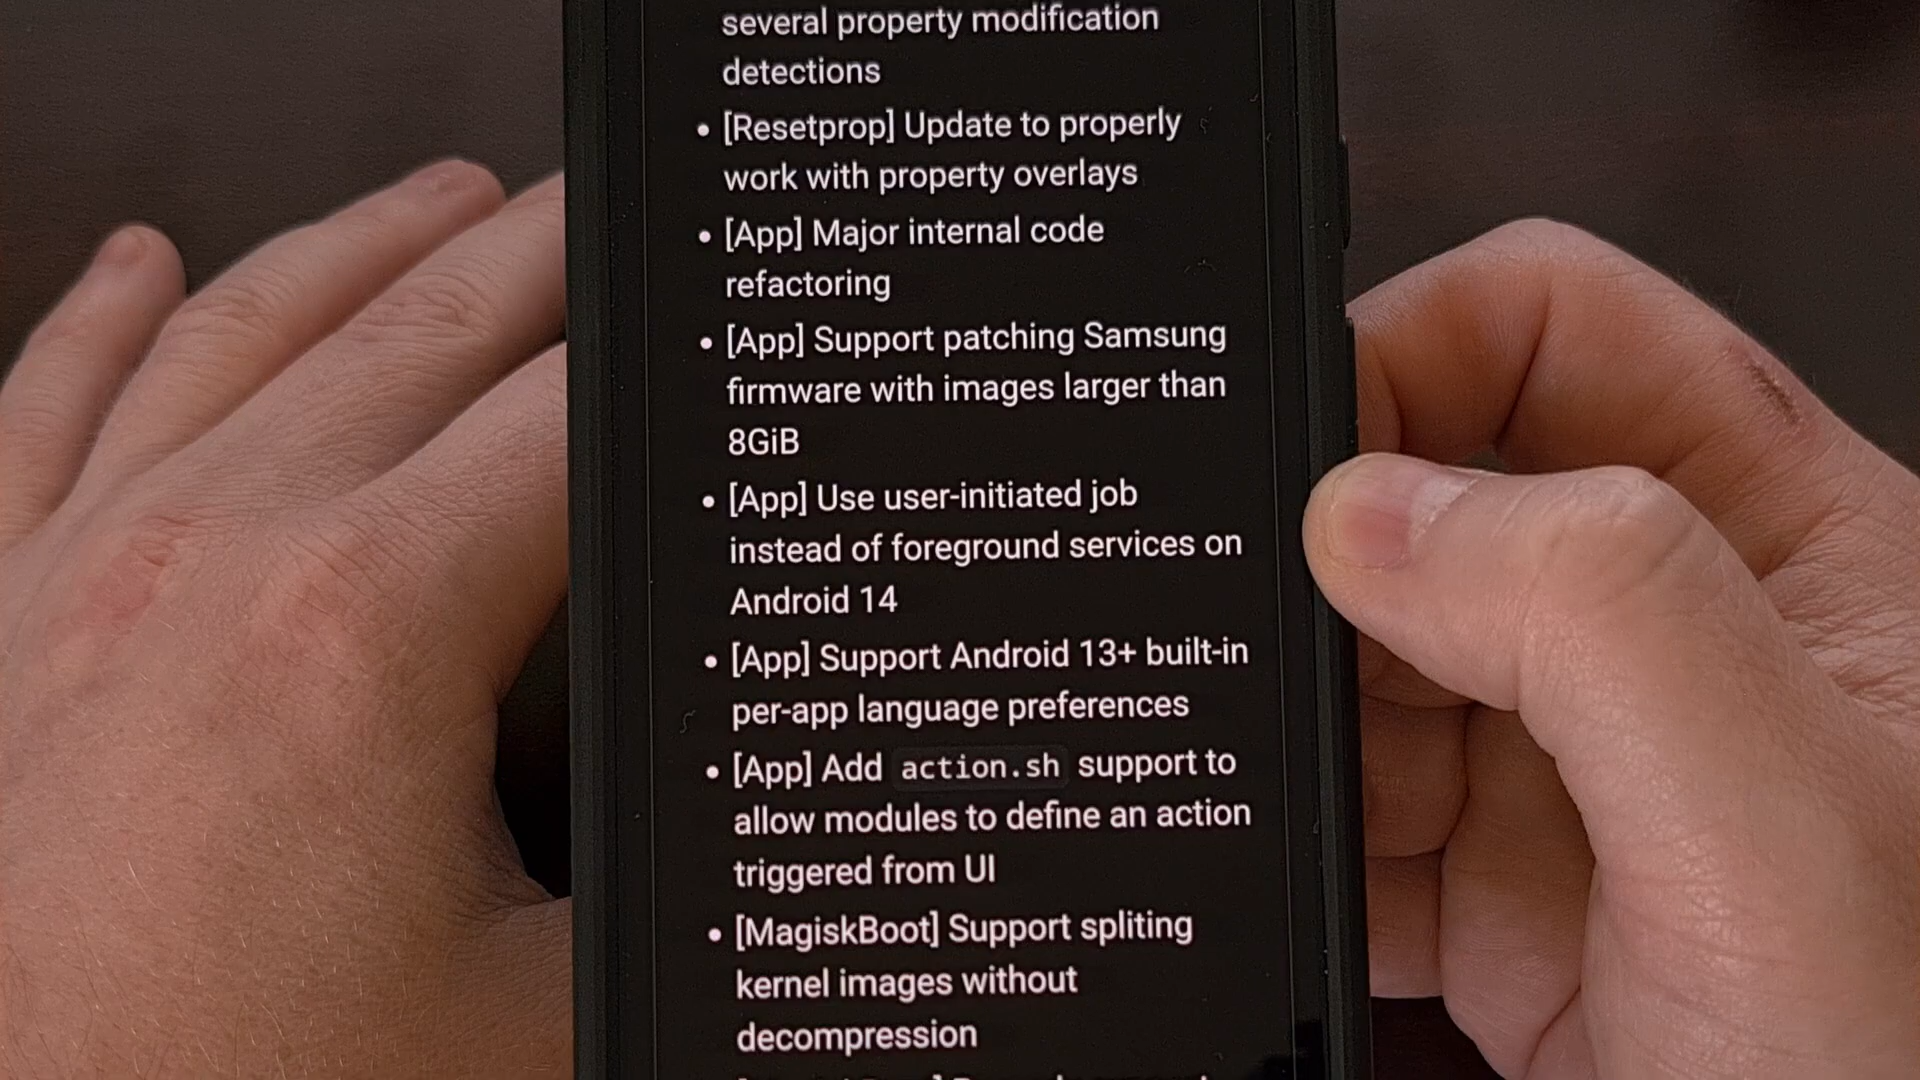 several property modification
detections
• [Resetprop] Update to properly
work with property overlays
• [App] Major internal code
refactoring
• [App] Support patching Samsung
firmware with images larger than
8GiB
• [App] Use user-initiated job
instead of foreground services on
Android 14
• [App] Support Android 13+ built-in
per-app language preferences
• [App] Add action.sh support to
allow modules to define an action
triggered from UI
• [MagiskBoot] Support spliting
kernel images without
decompression